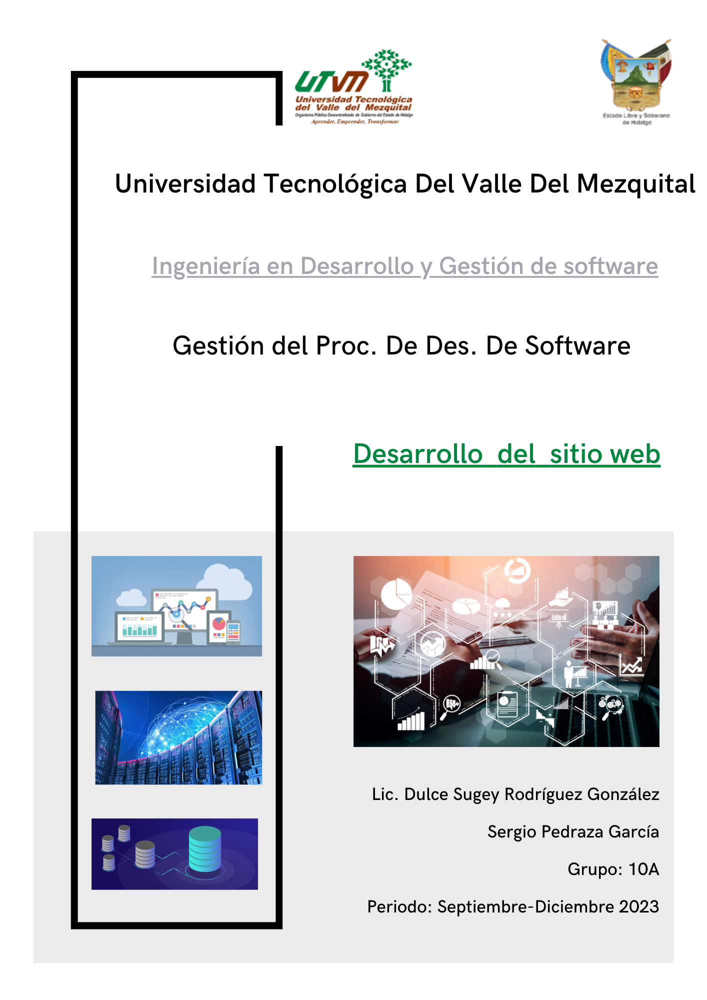 UTVM
Universidad Tecnológica
del Valle del Mezquital
Organismo Público Descentralizado de Gobierno del Estado de Hidalgo
Aprender, Emprender, Transformar
Estado Libre y Soberano
de Hidalgo
Universidad Tecnológica Del Valle Del Mezquital
Ingeniería en Desarrollo y Gestión de software
Gestión del Proc. De Des. De Software
Desarrollo del sitio web
Lic. Dulce Sugey Rodríguez González
Sergio Pedraza García
Grupo: 10A
Periodo: Septiembre-Diciembre 2023